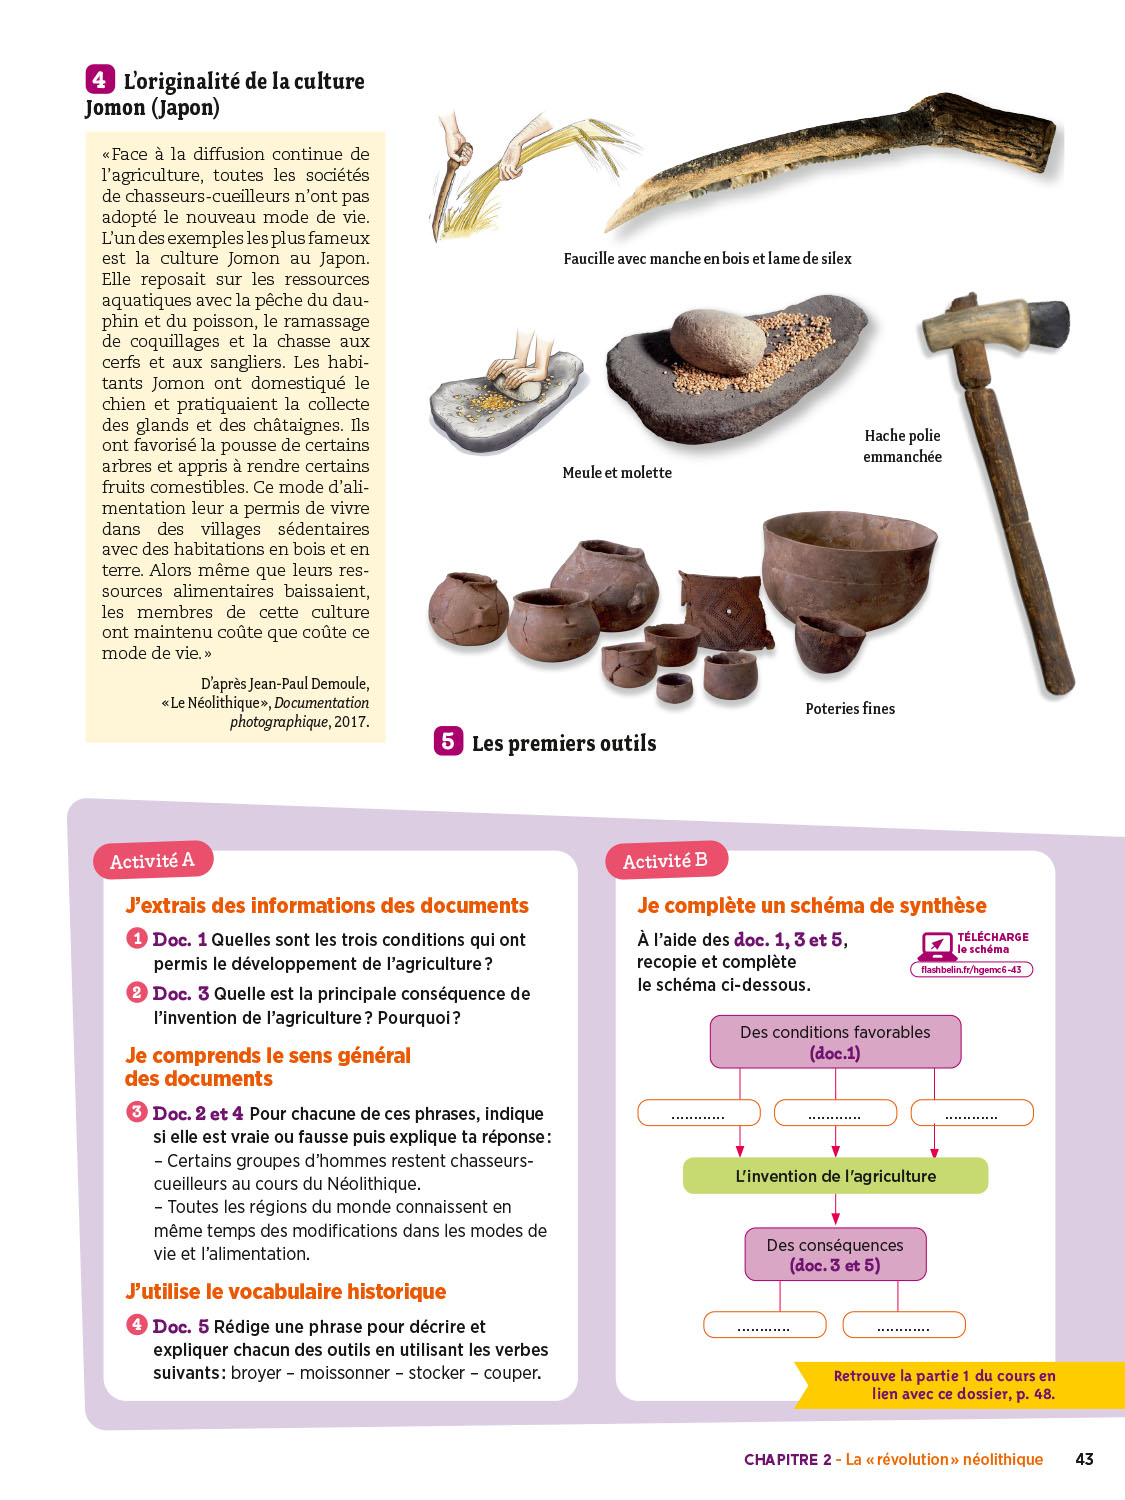 4 L'originalité de la culture
Jomon (Japon)
«Face à la diffusion continue de
l'agriculture, toutes les sociétés
de chasseurs-cueilleurs n'ont pas
adopté le nouveau mode de vie.
L'un des exemples les plus fameux
est la culture Jomon au Japon.
Elle reposait sur les ressources
aquatiques avec la pêche du dau-
phin et du poisson, le ramassage
de coquillages et la chasse aux
cerfs et aux sangliers. Les habi-
tants Jomon ont domestiqué le
chien et pratiquaient la collecte
des glands et des châtaignes. Ils
ont favorisé la pousse de certains
arbres et appris à rendre certains
fruits comestibles. Ce mode d'ali-
mentation leur a permis de vivre
dans des villages sédentaires
avec des habitations en bois et en
terre. Alors même que leurs res-
sources alimentaires baissaient,
les membres de cette culture
ont maintenu coûte que coûte ce
mode de vie.»
D'après Jean-Paul Demoule,
«Le Néolithique», Documentation
photographique, 2017.
Faucille avec manche en bois et lame de silex
Meule et molette
Hache polie
emmanchée
Poteries fines
5 Les premiers outils
Activité A
J'extrais des informations des documents
1 Doc. 1 Quelles sont les trois conditions qui ont
permis le développement de l'agriculture ?
2 Doc. 3 Quelle est la principale conséquence de
l'invention de l'agriculture ? Pourquoi ?
Je comprends le sens général
des documents
3 Doc. 2 et 4 Pour chacune de ces phrases, indique
si elle est vraie ou fausse puis explique ta réponse :
– Certains groupes d'hommes restent chasseurs-
cueilleurs au cours du Néolithique.
– Toutes les régions du monde connaissent en
même temps des modifications dans les modes de
vie et l'alimentation.
J'utilise le vocabulaire historique
4 Doc. 5 Rédige une phrase pour décrire et
expliquer chacun des outils en utilisant les verbes
suivants : broyer – moissonner – stocker – couper.
Activité B
Je complète un schéma de synthèse
À l'aide des doc. 1, 3 et 5,
recopie et complète
le schéma ci-dessous.
TÉLÉCHARGE
le schéma
flashbelin.fr/hgemc6-43
Des conditions favorables
(doc.1)
............ ............ ............
L'invention de l'agriculture
Des conséquences
(doc. 3 et 5)
............ ............
Retrouve la partie 1 du cours en
lien avec ce dossier, p. 48.
CHAPITRE 2 - La «révolution» néolithique 43